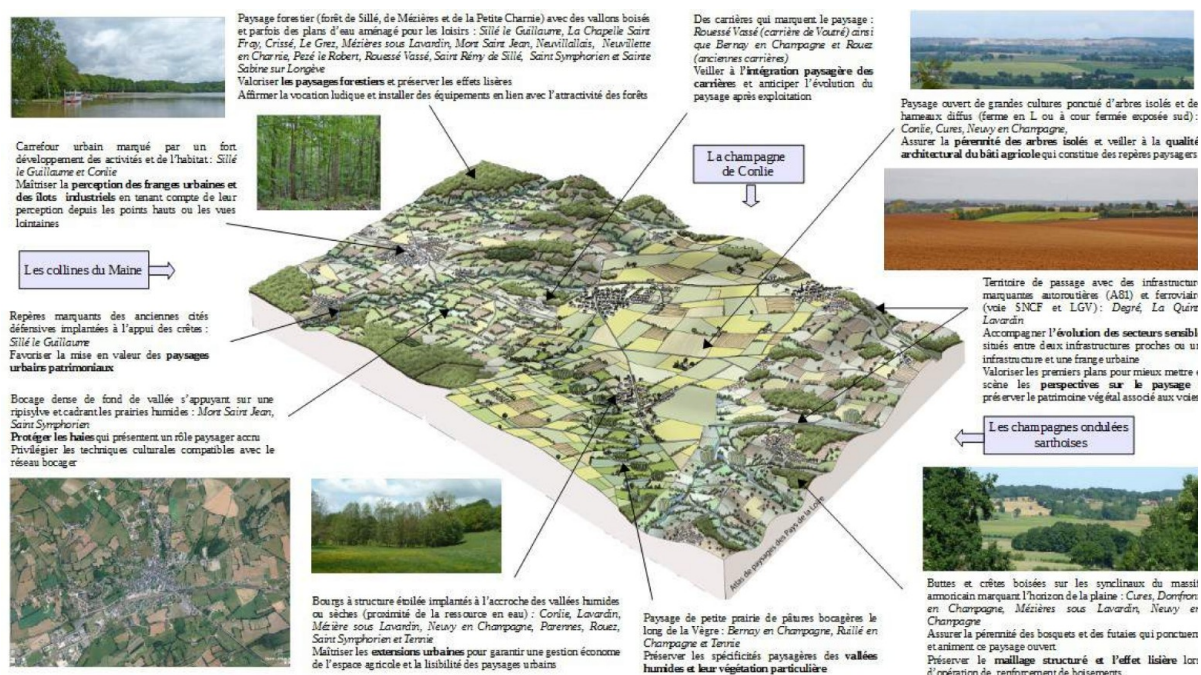 Paysage forestier (forêt de Sillé, de Mézières et de la Petite Charnie) avec des vallons boisés
et parfois des plans d'eau aménagé pour les loisirs : Sillé le Guillaume, La Chapelle Saint
Fray, Crissé, Le Grez, Mézières sous Lavardin, Mont Saint Jean, Neuvillallais, Neuvillette
en Charnie, Pezé le Robert, Rouessé Vassé, Saint Rémy de Sillé, Saint Symphorien et Sainte
Sabine sur Longève
Valoriser les paysages forestiers et préserver les effets lisères
Affirmer la vocation ludique et installer des équipements en lien avec l'attractivité des forêts
Des carrières qui marquent le paysage :
Rouessé Vassé (carrière de Voutré) ainsi
que Bernay en Champagne et Rouez
(anciennes carrières)
Veiller à l'intégration paysagère des
carrières et anticiper l'évolution du
paysage après exploitation
Paysage ouvert de grandes cultures ponctué d'arbres isolés et de
hameaux diffus (ferme en L ou à cour fermée exposée sud) :
Conlie, Cures, Neuvy en Champagne,
Assurer la pérennité des arbres isolés et veiller à la qualité
architectural du bâti agricole qui constitue des repères paysagers
Carrefour urbain marqué par un fort
développement des activités et de l'habitat : Sillé
le Guillaume et Conlie
Maîtriser la perception des franges urbaines et
des îlots industriels en tenant compte de leur
perception depuis les points hauts ou les vues
lointaines
La champagne
de Conlie
Les collines du Maine
Territoire de passage avec des infrastructure
marquantes autoroutières (A81) et ferroviair
(voie SNCF et LGV) : Degré, La Quint
Lavardin
Accompagner l'évolution des secteurs sensibl
situés entre deux infrastructures proches ou un
infrastructure et une frange urbaine
Valoriser les premiers plans pour mieux mettre e
scène les perspectives sur le paysage
préserver le patrimoine végétal associé aux voies
Repères marquants des anciennes cités
défensives implantées à l'appui des crêtes :
Sillé le Guillaume
Favoriser la mise en valeur des paysages
urbains patrimoniaux
Bocage dense de fond de vallée s'appuyant sur une
ripisylve et cadrant les prairies humides : Mont Saint Jean,
Saint Symphorien
Protéger les haies qui présentent un rôle paysager accru
Privilégier les techniques culturales compatibles avec le
réseau bocager
Les champagnes ondulées
sarthoises
Atlas de paysages des Pays de la Loire
Bourgs à structure étoilée implantés à l'accroche des vallées humides
ou sèches (proximité de la ressource en eau) : Conlie, Lavardin,
Mézière sous Lavardin, Neuvy en Champagne, Parennes, Rouez,
Saint Symphorien et Tennie
Maîtriser les extensions urbaines pour garantir une gestion économe
de l'espace agricole et la lisibilité des paysages urbains
Paysage de petite prairie de pâtures bocagères le
long de la Vègre : Bernay en Champagne, Ruillé en
Champagne et Tennie
Préserver les spécificités paysagères des vallées
humides et leur végétation particulière
Buttes et crêtes boisées sur les synclinaux du massif
armoricain marquant l'horizon de la plaine : Cures, Domfront
en Champagne, Mézières sous Lavardin, Neuvy en
Champagne
Assurer la pérennité des bosquets et des futaies qui ponctuen
et animent ce paysage ouvert
Préserver le maillage structuré et l'effet lisière lors
d'opération de renforcement de boisements